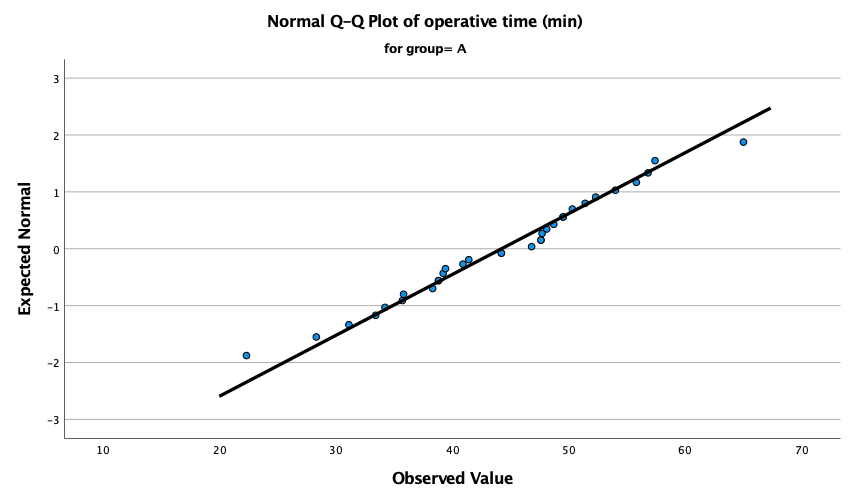 Normal Q-Q Plot of operative time (min)
for group= A
Expected Normal
3
2
1
0
-1
-2
-3
10 20 30 40 50 60 70
Observed Value